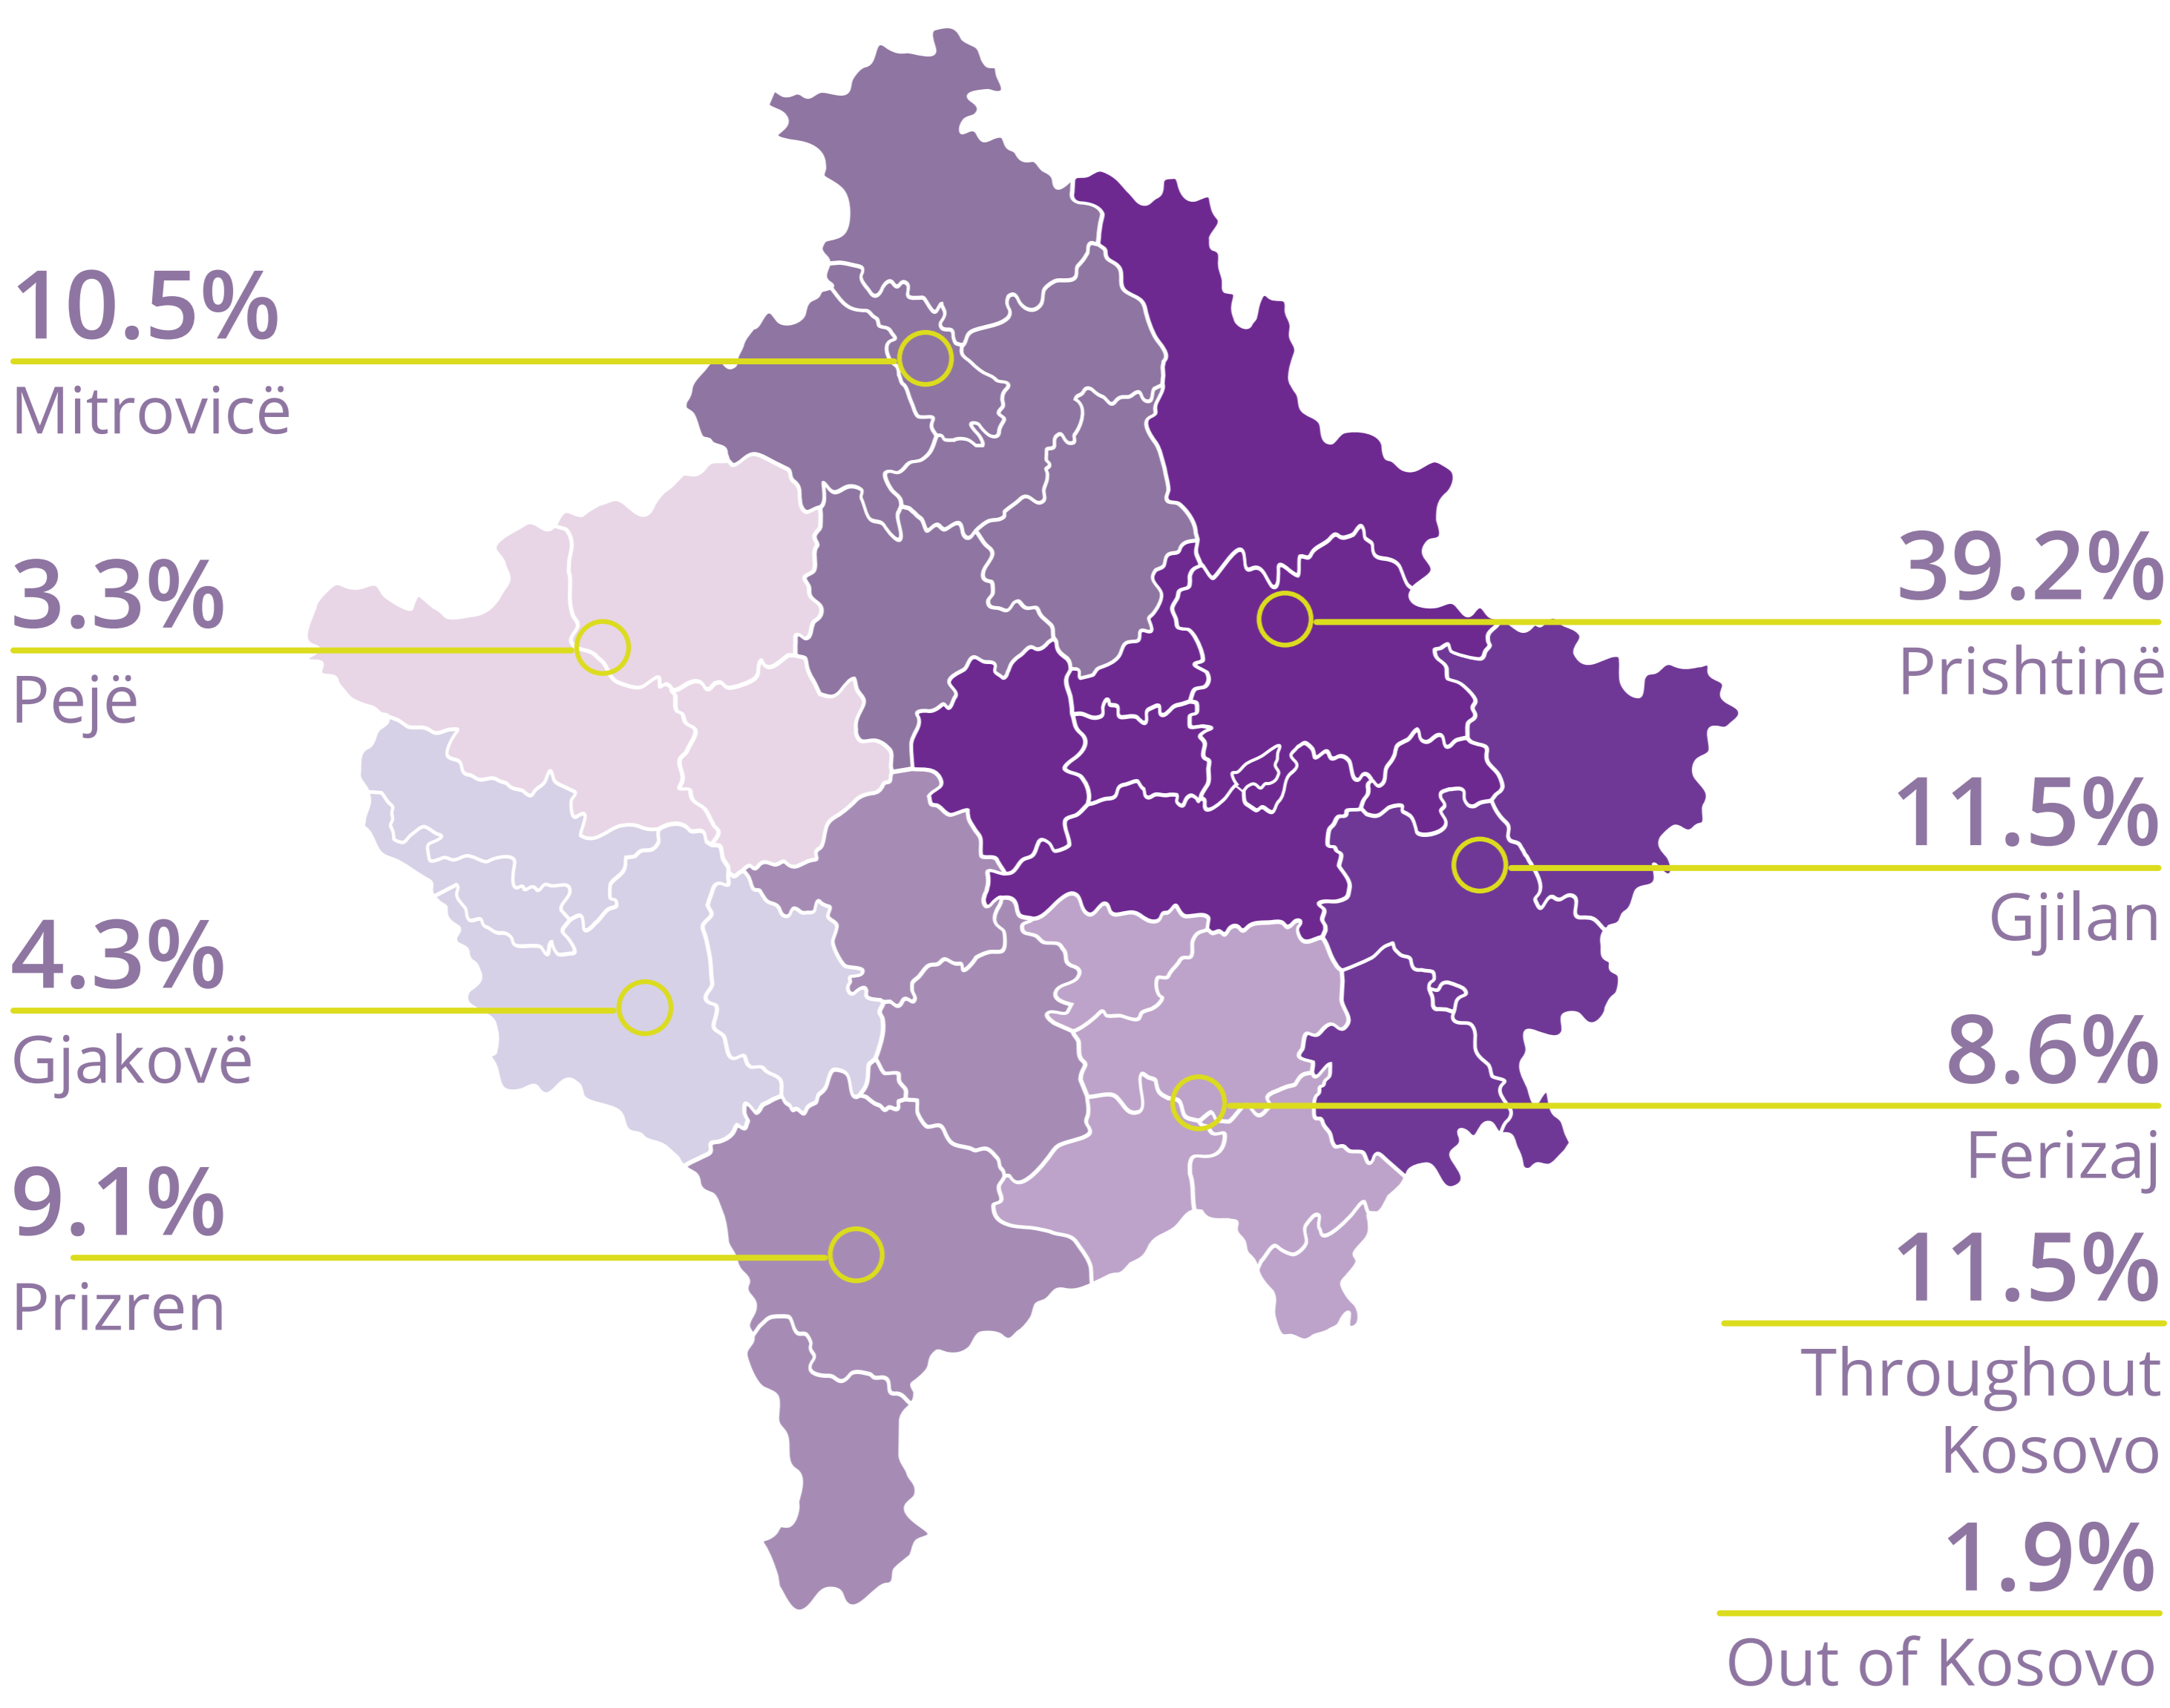 10.5%
Mitrovicë
3.3%
Pejë
4.3%
Gjakovë
9.1%
Prizren
39.2%
Prishtinë
11.5%
Gjilan
8.6%
Ferizaj
11.5%
Throughout
Kosovo
1.9%
Out of Kosovo